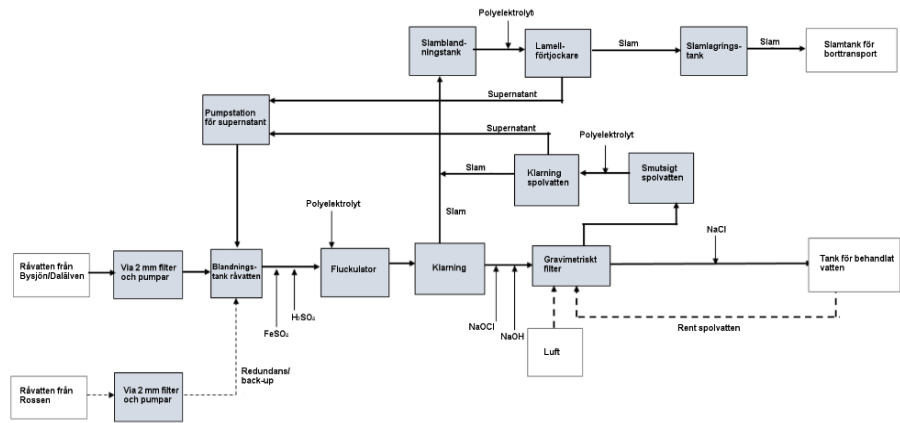 Polyelektrolyt
Slambland-
ningstank
Lamell-
förtjockare
Slam
Slamlagrings-
tank
Slam
Slamtank för
borttransport
Supernatant
Pumpstation
för supernatant
Supernatant
Polyelektrolyt
Slam
Klarning
spolvatten
Smutsigt
spolvatten
Slam
Polyelektrolyt
NaCl
Råvatten från
Bysjön/Dalälven
Via 2 mm filter
och pumpar
Blandnings-
tank råvatten
Fluckulator
Klarning
Gravimetriskt
filter
Tank för behandlat
vatten
H₂SO₄
FeSO₄
NaOCl
NaOH
Luft
Rent spolvatten
Redundans/
back-up
Råvatten från
Rossen
Via 2 mm filter
och pumpar